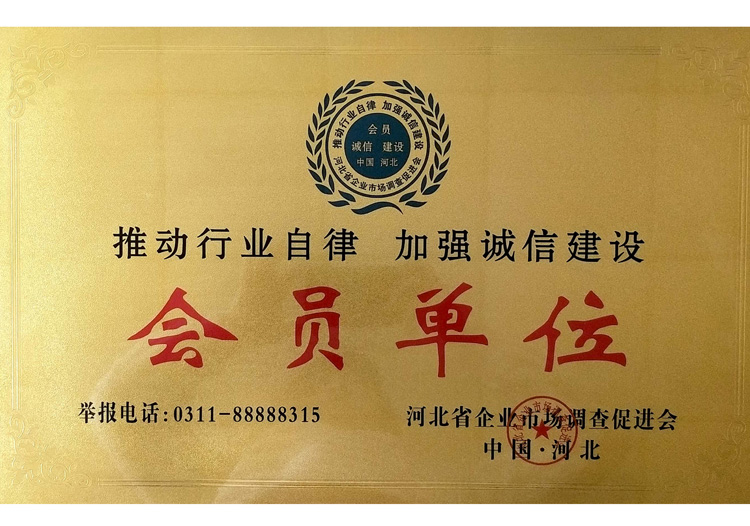 推动行业自律 加强诚信建设
会员
诚信 建设
中国 河北
河北省企业市场调查促进会
推动行业自律 加强诚信建设
会员单位
举报电话:0311-88888315
河北省企业市场调查促进会
中国·河北